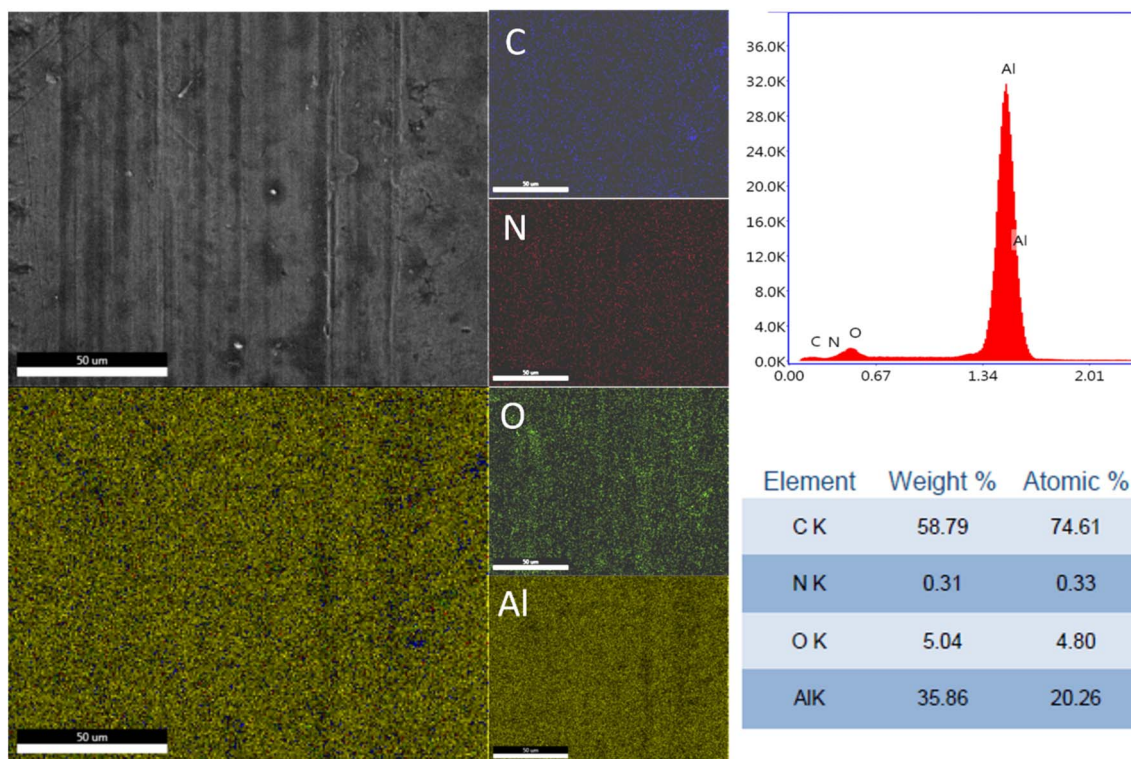 50 um
C
50 um
N
50 um
O
50 um
Al
50 um
50 um
36.0K
32.0K
28.0K
24.0K
20.0K
16.0K
12.0K
8.0K
4.0K
0.0K
Al
Al
C N O
0.00 0.67 1.34 2.01
Element Weight % Atomic %
C K 58.79 74.61
N K 0.31 0.33
O K 5.04 4.80
AlK 35.86 20.26